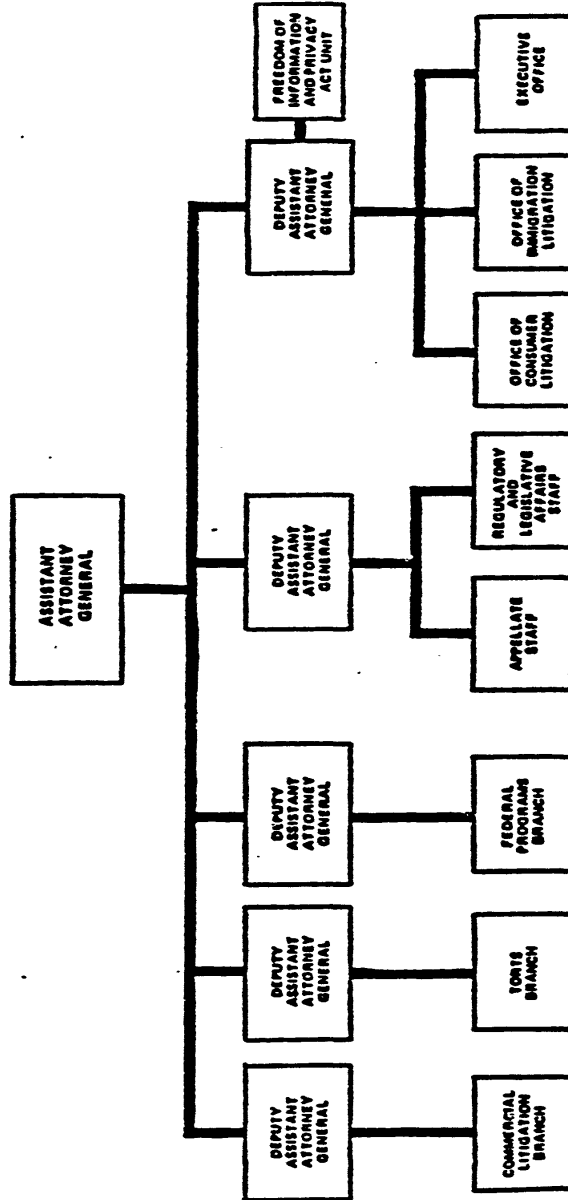 ASSISTANT
ATTORNEY
GENERAL
DEPUTY
ASSISTANT
ATTORNEY
GENERAL
DEPUTY
ASSISTANT
ATTORNEY
GENERAL
DEPUTY
ASSISTANT
ATTORNEY
GENERAL
DEPUTY
ASSISTANT
ATTORNEY
GENERAL
DEPUTY
ASSISTANT
ATTORNEY
GENERAL
FREEDOM OF
INFORMATION
AND PRIVACY
ACT UNIT
COMMERCIAL
LITIGATION
BRANCH
TORTS
BRANCH
FEDERAL
PROGRAMS
BRANCH
APPELLATE
STAFF
REGULATORY
AND
LEGISLATIVE
AFFAIRS
STAFF
OFFICE OF
CONSUMER
LITIGATION
OFFICE OF
IMMIGRATION
LITIGATION
EXECUTIVE
OFFICE